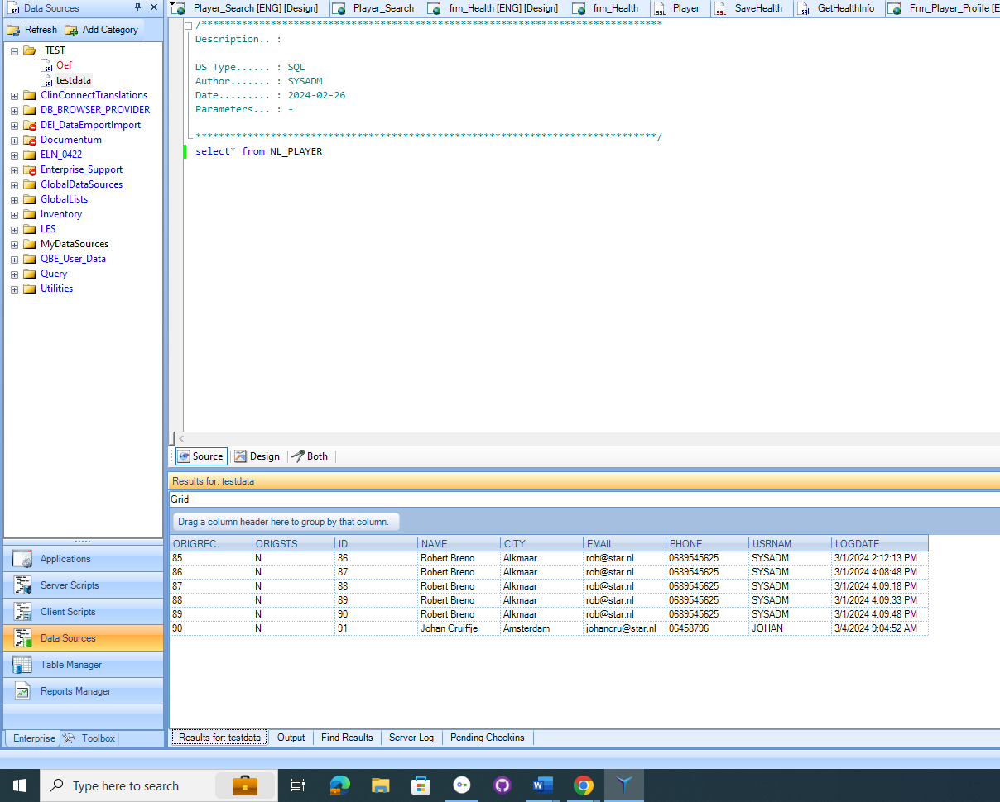 Data Sources
Refresh Add Category
_TEST
Oef
testdata
ClinConnectTranslations
DB_BROWSER_PROVIDER
DEI_DataEmportImport
Documentum
ELN_0422
Enterprise_Support
GlobalDataSources
GlobalLists
Inventory
LES
MyDataSources
QBE_User_Data
Query
Utilities
Applications
Server Scripts
Client Scripts
Data Sources
Table Manager
Reports Manager
Enterprise Toolbox
Player_Search [ENG] [Design] Player_Search frm_Health [ENG] [Design] frm_Health Player SaveHealth GetHealthInfo Frm_Player_Profile [E
/********************************************************************************
Description.. :
DS Type...... : SQL
Author....... : SYSADM
Date......... : 2024-02-26
Parameters... : -
********************************************************************************/
select* from NL_PLAYER
Source Design Both
Results for: testdata
Grid
Drag a column header here to group by that column.
ORIGREC ORIGSTS ID NAME CITY EMAIL PHONE USRNAM LOGDATE
85 N 86 Robert Breno Alkmaar rob@star.nl 0689545625 SYSADM 3/1/2024 2:12:13 PM
86 N 87 Robert Breno Alkmaar rob@star.nl 0689545625 SYSADM 3/1/2024 4:08:48 PM
87 N 88 Robert Breno Alkmaar rob@star.nl 0689545625 SYSADM 3/1/2024 4:09:18 PM
88 N 89 Robert Breno Alkmaar rob@star.nl 0689545625 SYSADM 3/1/2024 4:09:33 PM
89 N 90 Robert Breno Alkmaar rob@star.nl 0689545625 SYSADM 3/1/2024 4:09:48 PM
90 N 91 Johan Cruiffje Amsterdam johancru@star.nl 06458796 JOHAN 3/4/2024 9:04:52 AM
Results for: testdata Output Find Results Server Log Pending Checkins
Type here to search